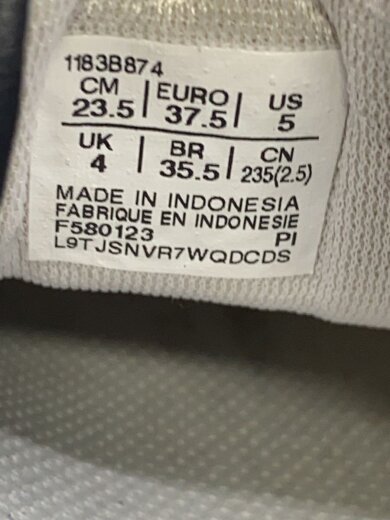 1183B874
CM 23.5 | EURO 37.5 | US 5
UK 4 | BR 35.5 | CN 235(2.5)
MADE IN INDONESIA
FABRIQUE EN INDONESIE
F580123 PI
L9TJSNVR7WQDCDS